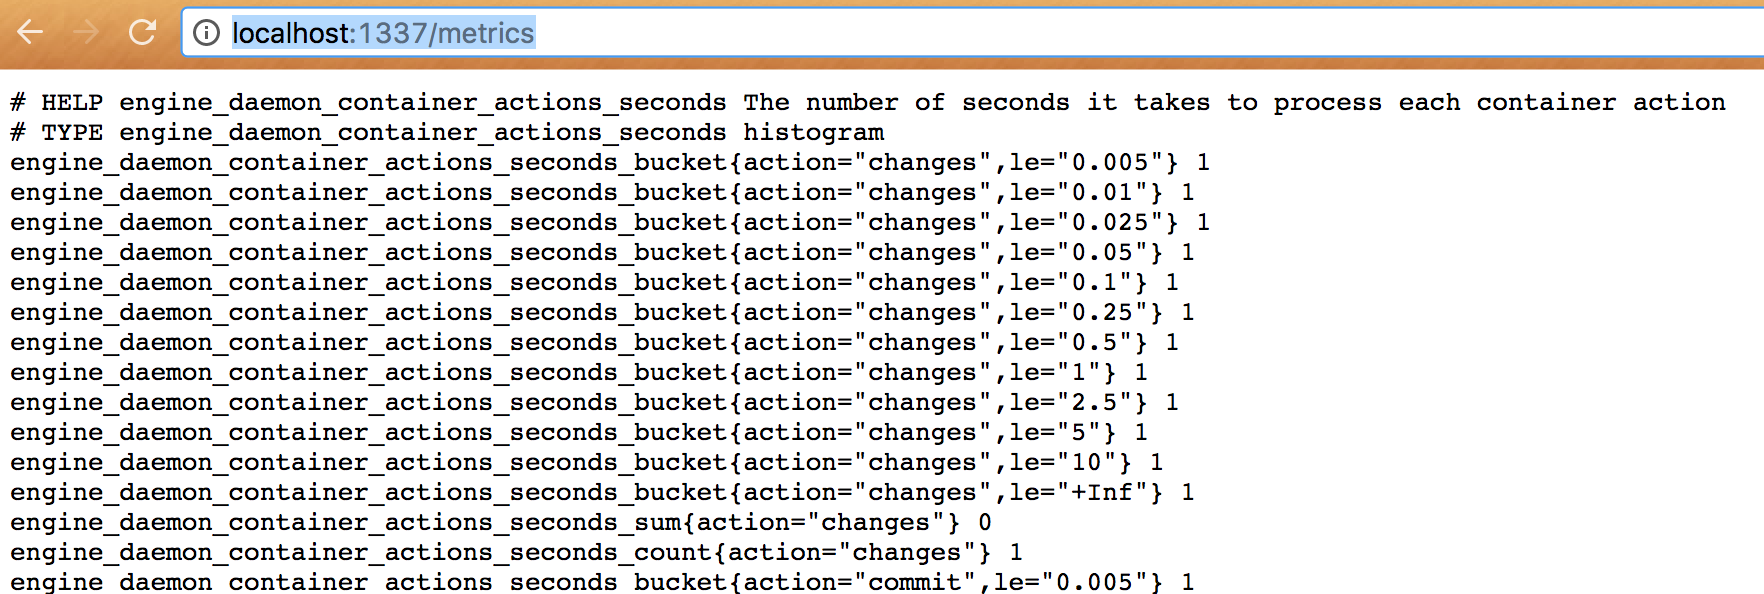 localhost:1337/metrics
# HELP engine_daemon_container_actions_seconds The number of seconds it takes to process each container action
# TYPE engine_daemon_container_actions_seconds histogram
engine_daemon_container_actions_seconds_bucket{action="changes",le="0.005"} 1
engine_daemon_container_actions_seconds_bucket{action="changes",le="0.01"} 1
engine_daemon_container_actions_seconds_bucket{action="changes",le="0.025"} 1
engine_daemon_container_actions_seconds_bucket{action="changes",le="0.05"} 1
engine_daemon_container_actions_seconds_bucket{action="changes",le="0.1"} 1
engine_daemon_container_actions_seconds_bucket{action="changes",le="0.25"} 1
engine_daemon_container_actions_seconds_bucket{action="changes",le="0.5"} 1
engine_daemon_container_actions_seconds_bucket{action="changes",le="1"} 1
engine_daemon_container_actions_seconds_bucket{action="changes",le="2.5"} 1
engine_daemon_container_actions_seconds_bucket{action="changes",le="5"} 1
engine_daemon_container_actions_seconds_bucket{action="changes",le="10"} 1
engine_daemon_container_actions_seconds_bucket{action="changes",le="+Inf"} 1
engine_daemon_container_actions_seconds_sum{action="changes"} 0
engine_daemon_container_actions_seconds_count{action="changes"} 1
engine_daemon_container_actions_seconds_bucket{action="commit",le="0.005"} 1